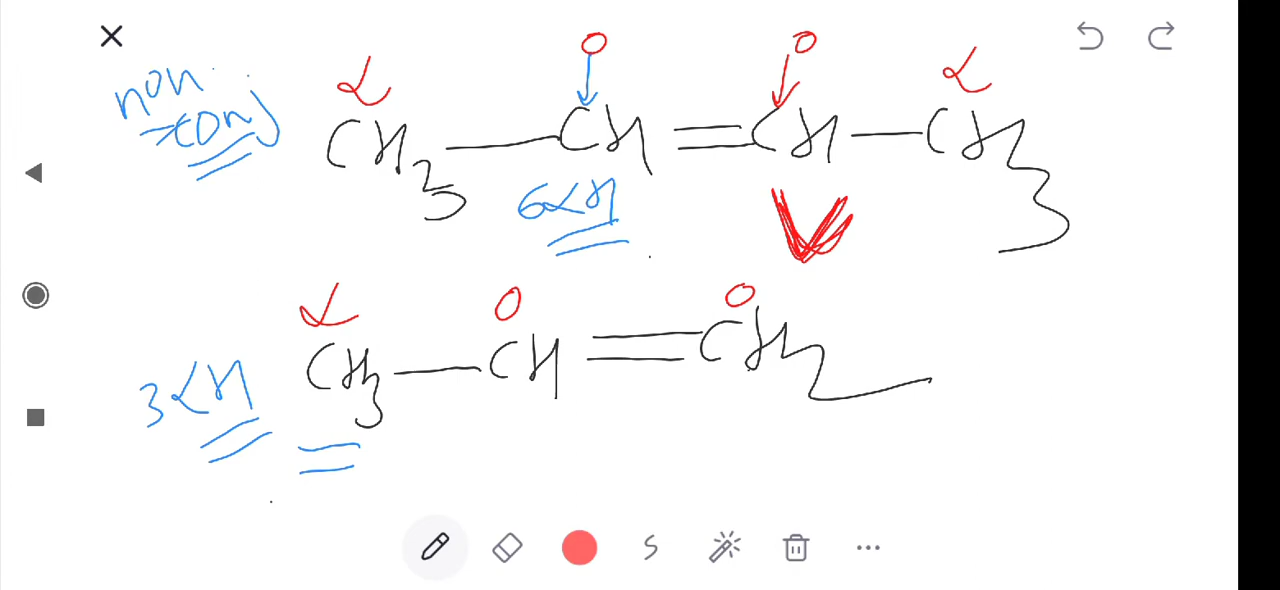 non
conj
α O O α
CH3 — CH = CH — CH3
6αH
α O O
CH3 — CH = CH2
3αH